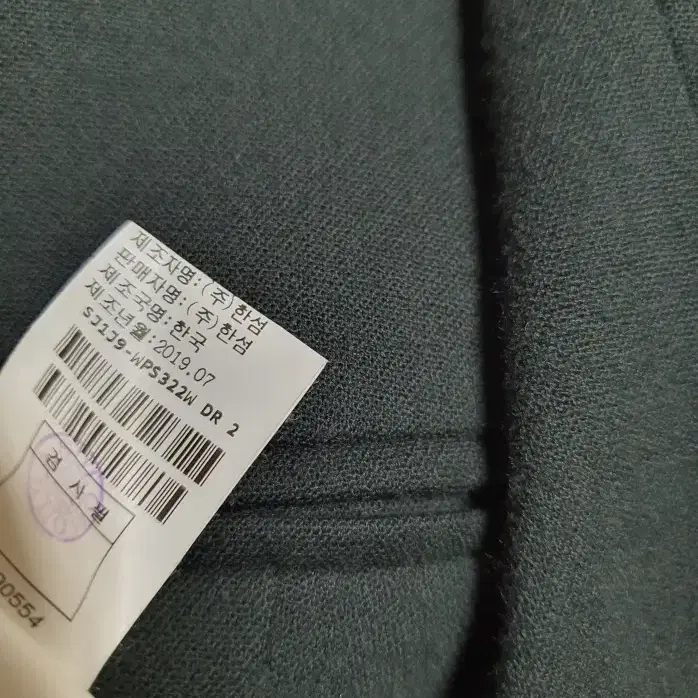 제조자명:(주)한섬
판매자명:(주)한섬
제조국명:한국
제조년월:2019.07
SJ1J9-WPS322W DR 2
검 사 필
00554